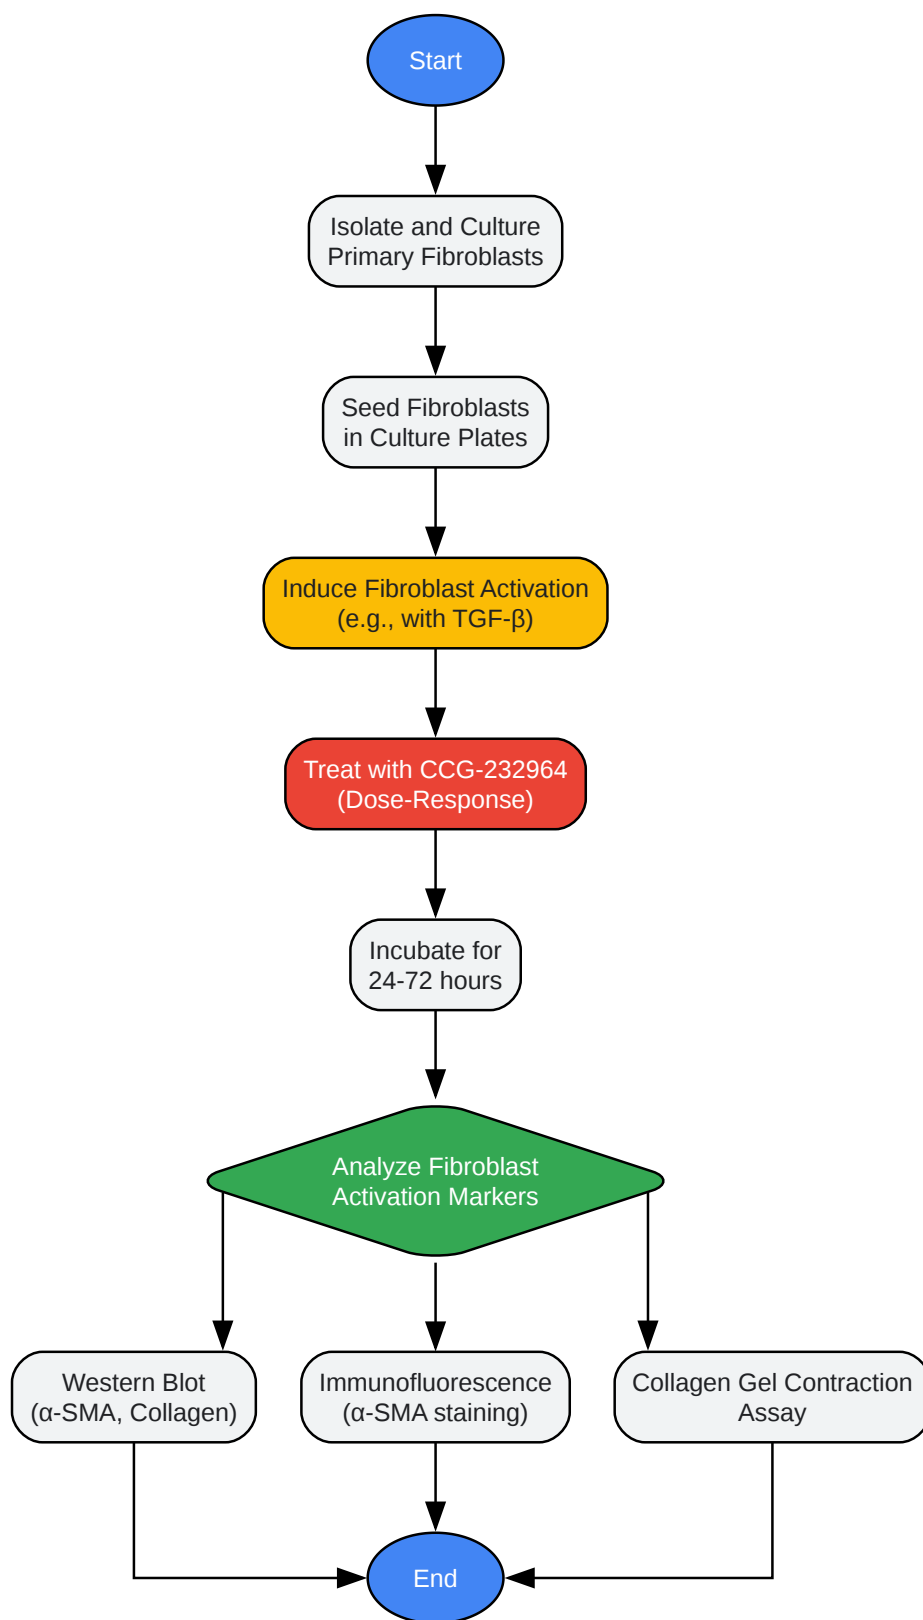 Start
Isolate and Culture
Primary Fibroblasts
Seed Fibroblasts
in Culture Plates
Induce Fibroblast Activation
(e.g., with TGF-β)
Treat with CCG-232964
(Dose-Response)
Incubate for
24-72 hours
Analyze Fibroblast
Activation Markers
Western Blot
(α-SMA, Collagen)
Immunofluorescence
(α-SMA staining)
Collagen Gel Contraction
Assay
End